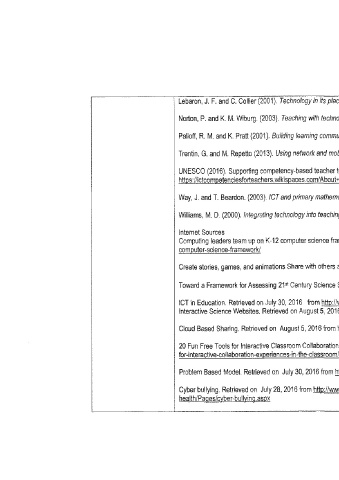 Lebaron, J. F. and C. Collier (2001). Technology in its plac
Norton, P. and K. M. Wiburg. (2003). Teaching with techno
Palloff, R. M. and K. Pratt (2001). Building learning commu
Trentin, G. and M. Repetto (2013). Using network and mob
UNESCO (2016). Supporting competency-based teacher t
https://ictcompetenciesforteachers.wikispaces.com/About+
Way, J. and T. Beardon. (2003). ICT and primary mathem
Williams, M. D. (2000). Integrating technology into teaching
Internet Sources
Computing leaders team up on K-12 computer science fra
computer-science-framework/
Create stories, games, and animations Share with others a
Toward a Framework for Assessing 21st Century Science S
ICT in Education. Retrieved on July 30, 2016 from http://
Interactive Science Websites. Retrieved on August 5, 2016
Cloud Based Sharing. Retrieved on August 5, 2016 from h
20 Fun Free Tools for Interactive Classroom Collaboration
for-interactive-collaboration-experiences-in-the-classroom/
Problem Based Model. Retrieved on July 30, 2016 from h
Cyber bullying. Retrieved on July 28, 2016 from http://ww
health/Pages/cyber-bullying.aspx